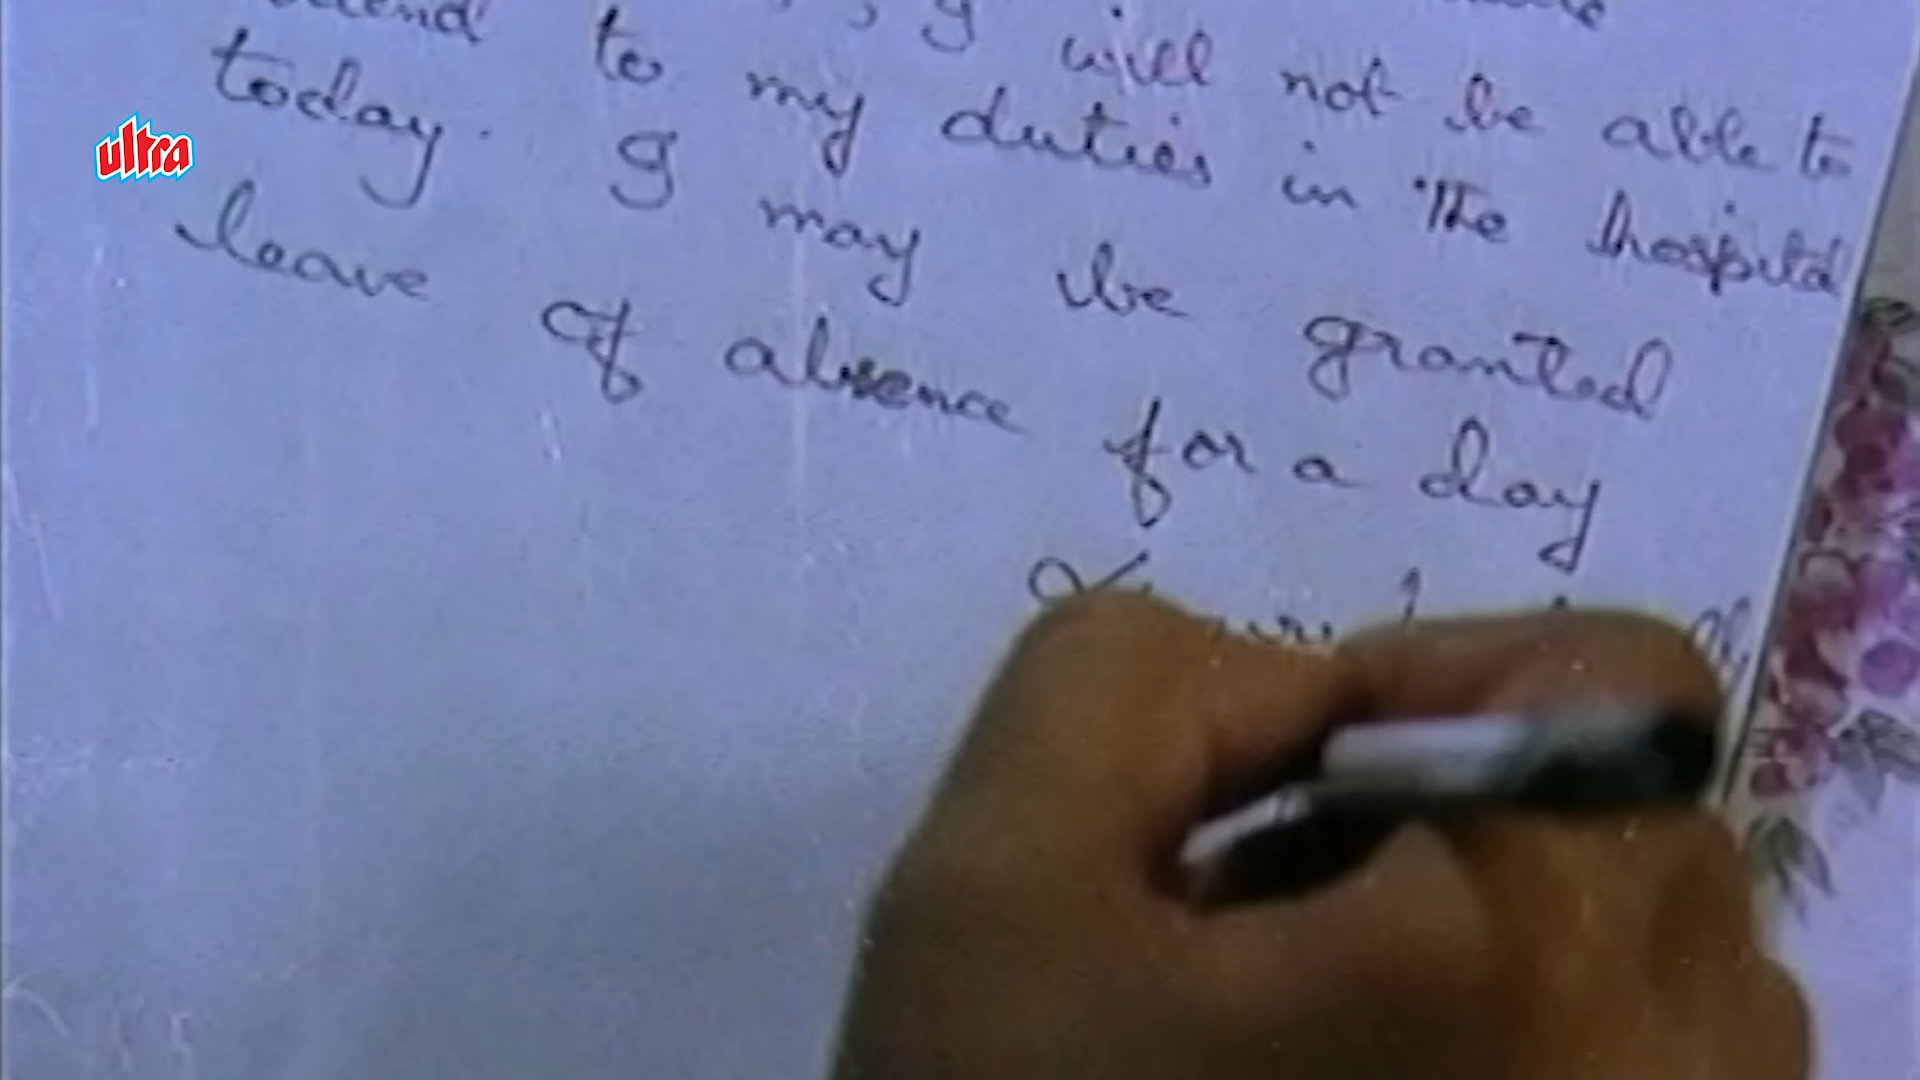 I will not be able to
attend to my duties in the hospital
today. I may be granted
leave of absence for a day
ultra